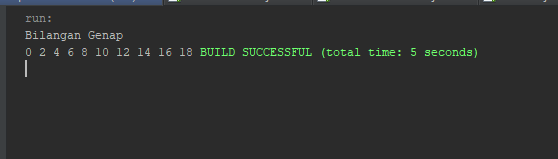 run:
Bilangan Genap
0 2 4 6 8 10 12 14 16 18 BUILD SUCCESSFUL (total time: 5 seconds)